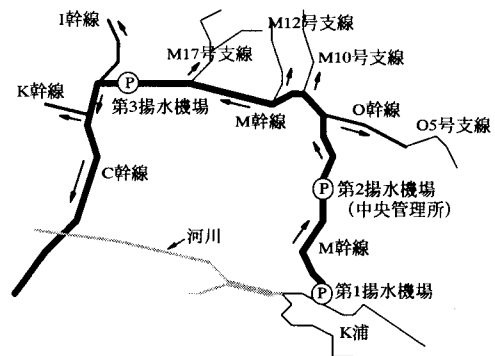 I幹線
M12号支線
M17号支線
M10号支線
K幹線
P
第3揚水機場
M幹線
O幹線
O5号支線
C幹線
P
第2揚水機場
(中央管理所)
河川
M幹線
P
第1揚水機場
K浦